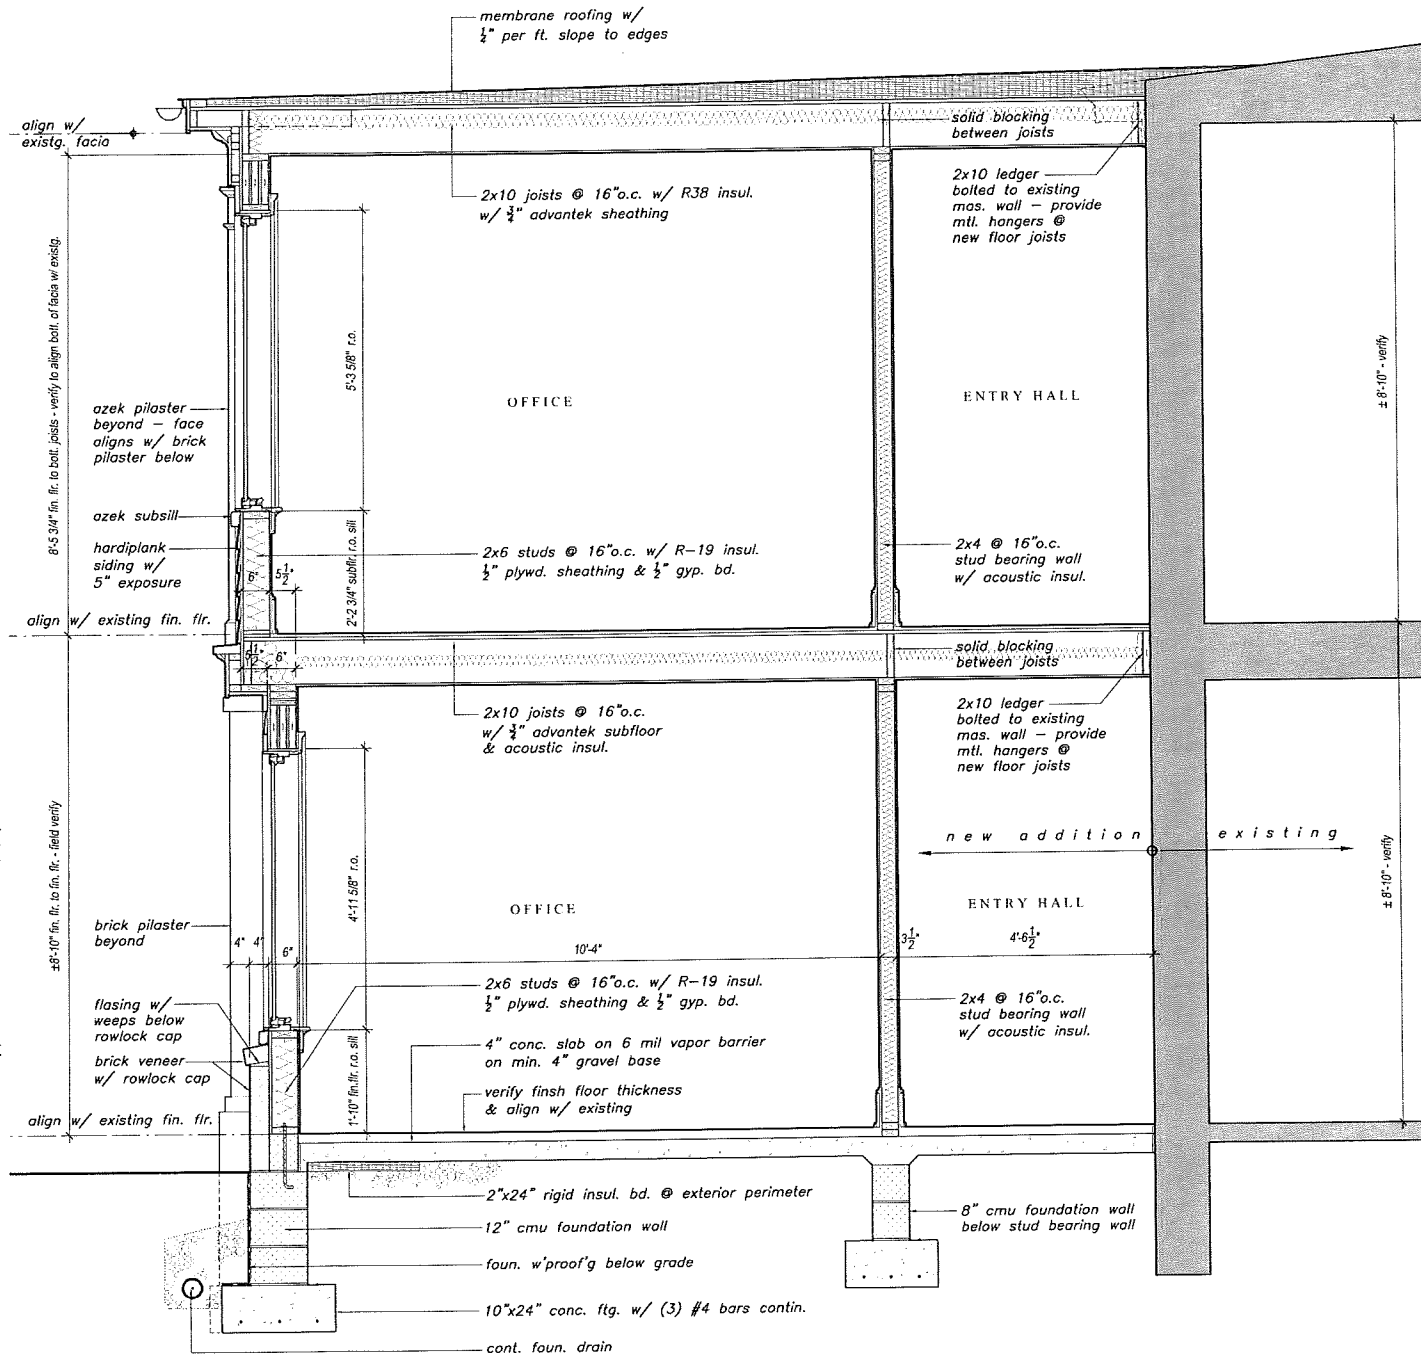 membrane roofing w/
1/4" per ft. slope to edges
align w/
existg. facia
solid blocking
between joists
2x10 joists @ 16"o.c. w/ R38 insul.
w/ 3/4" advantek sheathing
2x10 ledger
bolted to existing
mas. wall – provide
mtl. hangers @
new floor joists
8'-5 3/4" fin. flr. to bott. joists - verify to align bott. of facia w/ existg.
5'-3 5/8" r.o.
± 8'-10" - verify
OFFICE
ENTRY HALL
azek pilaster
beyond – face
aligns w/ brick
pilaster below
azek subsill
hardiplank
siding w/
5" exposure
6"
5 1/2"
2'-2 3/4" subflr. r.o. sill
2x6 studs @ 16"o.c. w/ R-19 insul.
1/2" plywd. sheathing & 1/2" gyp. bd.
2x4 @ 16"o.c.
stud bearing wall
w/ acoustic insul.
align w/ existing fin. flr.
5 1/2"
6"
solid blocking
between joists
2x10 joists @ 16"o.c.
w/ 3/4" advantek subfloor
& acoustic insul.
2x10 ledger
bolted to existing
mas. wall – provide
mtl. hangers @
new floor joists
±8'-10" fin. flr. to fin. flr. - field verify
4'-11 5/8" r.o.
new addition
existing
± 8'-10" - verify
OFFICE
ENTRY HALL
brick pilaster
beyond
4"
4"
6"
10'-4"
3 1/2"
4'-6 1/2"
flasing w/
weeps below
rowlock cap
2x6 studs @ 16"o.c. w/ R-19 insul.
1/2" plywd. sheathing & 1/2" gyp. bd.
2x4 @ 16"o.c.
stud bearing wall
w/ acoustic insul.
brick veneer
w/ rowlock cap
1'-10" fin.flr. r.o. sill
4" conc. slab on 6 mil vapor barrier
on min. 4" gravel base
verify finsh floor thickness
& align w/ existing
align w/ existing fin. flr.
2"x24" rigid insul. bd. @ exterior perimeter
12" cmu foundation wall
8" cmu foundation wall
below stud bearing wall
foun. w'proof'g below grade
10"x24" conc. ftg. w/ (3) #4 bars contin.
cont. foun. drain